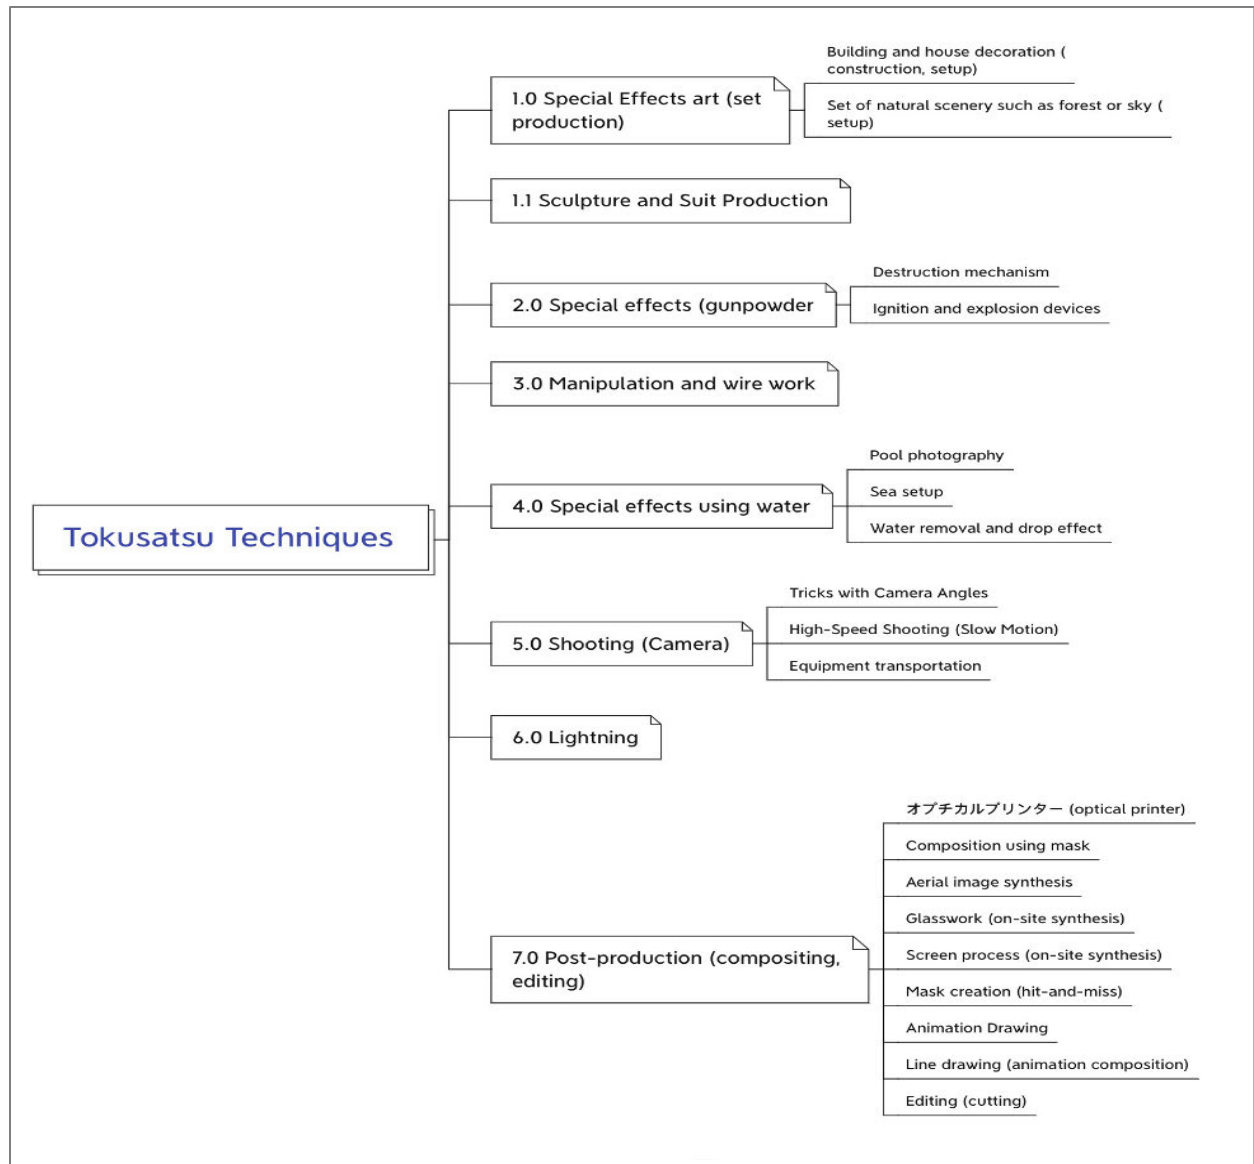 Tokusatsu Techniques
1.0 Special Effects art (set
production)
Building and house decoration (
construction, setup)
Set of natural scenery such as forest or sky (
setup)
1.1 Sculpture and Suit Production
2.0 Special effects (gunpowder
Destruction mechanism
Ignition and explosion devices
3.0 Manipulation and wire work
4.0 Special effects using water
Pool photography
Sea setup
Water removal and drop effect
5.0 Shooting (Camera)
Tricks with Camera Angles
High-Speed Shooting (Slow Motion)
Equipment transportation
6.0 Lightning
7.0 Post-production (compositing,
editing)
オプチカルプリンター (optical printer)
Composition using mask
Aerial image synthesis
Glasswork (on-site synthesis)
Screen process (on-site synthesis)
Mask creation (hit-and-miss)
Animation Drawing
Line drawing (animation composition)
Editing (cutting)